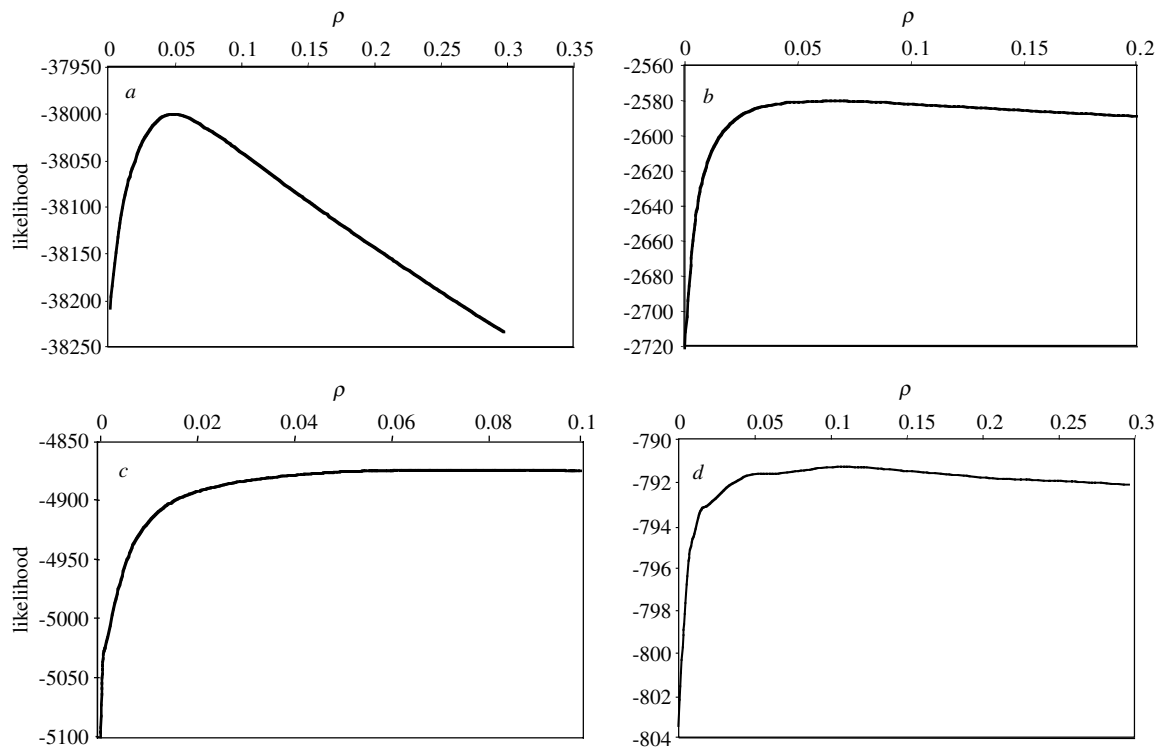 ρ
0 0.05 0.1 0.15 0.2 0.25 0.3 0.35
-37950
-38000
-38050
-38100
-38150
-38200
-38250
likelihood
a
ρ
0 0.05 0.1 0.15 0.2
-2560
-2580
-2600
-2620
-2640
-2660
-2680
-2700
-2720
b
ρ
0 0.02 0.04 0.06 0.08 0.1
-4850
-4900
-4950
-5000
-5050
-5100
likelihood
c
ρ
0 0.05 0.10 0.15 0.2 0.25 0.3
-790
-792
-794
-796
-798
-800
-802
-804
d